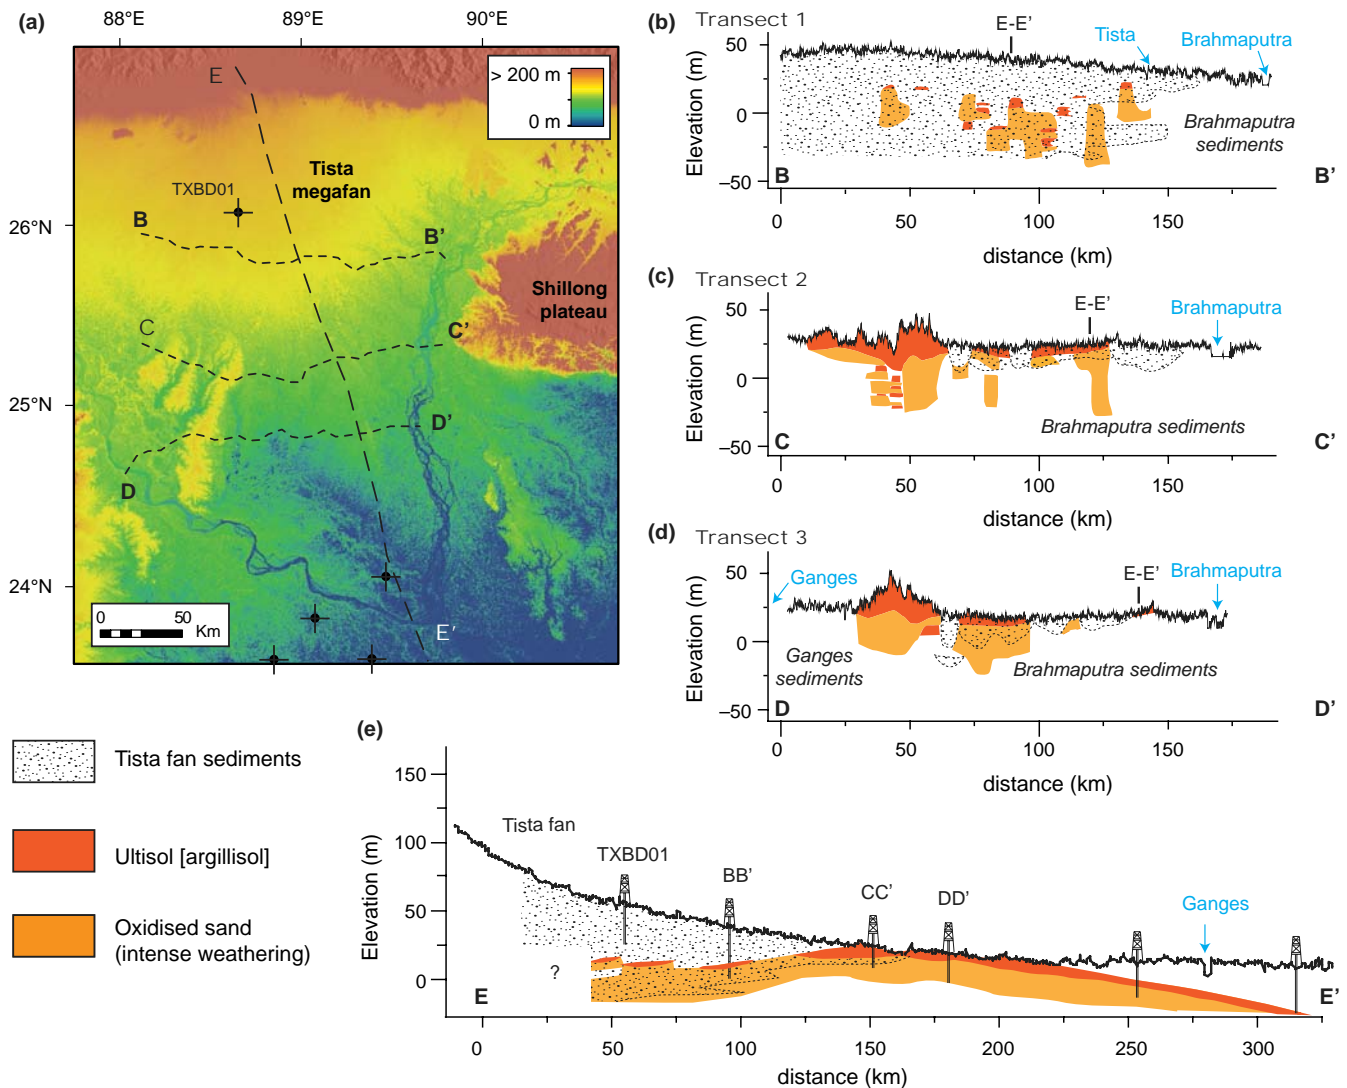 (a)
88°E
89°E
90°E
26°N
25°N
24°N
> 200 m
0 m
E
Tista
megafan
TXBD01
B
B'
Shillong
plateau
C
C'
D'
D
E'
0
50
Km
(b) Transect 1
E-E’
Tista
Brahmaputra
Elevation (m)
50
0
–50
Brahmaputra
sediments
B
B’
0
50
100
150
distance (km)
(c) Transect 2
E-E’
Brahmaputra
Elevation (m)
50
0
–50
Brahmaputra sediments
C
C’
0
50
100
150
distance (km)
(d) Transect 3
Ganges
E-E’
Brahmaputra
Elevation (m)
50
0
–50
Ganges
sediments
Brahmaputra sediments
D
D’
0
50
100
150
distance (km)
Tista fan sediments
Ultisol [argillisol]
Oxidised sand
(intense weathering)
(e)
Elevation (m)
150
100
50
0
Tista fan
TXBD01
BB’
CC’
DD’
Ganges
?
E
E’
0
50
100
150
200
250
300
distance (km)